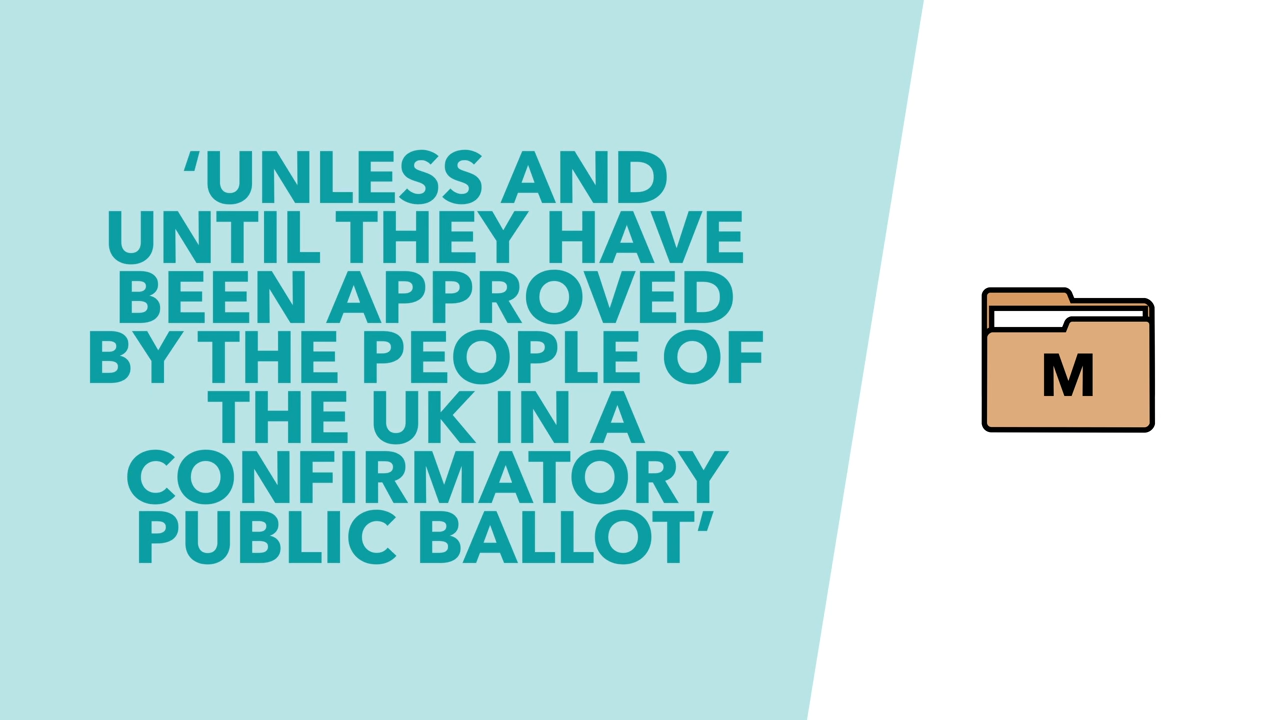 ‘UNLESS AND
UNTIL THEY HAVE
BEEN APPROVED
BY THE PEOPLE OF
THE UK IN A
CONFIRMATORY
PUBLIC BALLOT’
M